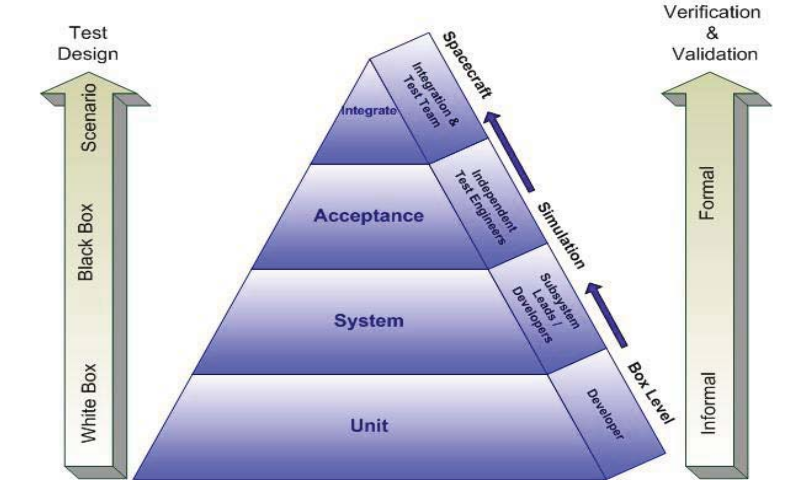 Test
Design
Verification
&
Validation
Scenario
Black Box
White Box
Integrate
Acceptance
System
Unit
Integration &
Test Team
Independent
Test Engineers
Subsystem
Leads /
Developers
Developer
Spacecraft
Simulation
Box Level
Formal
Informal